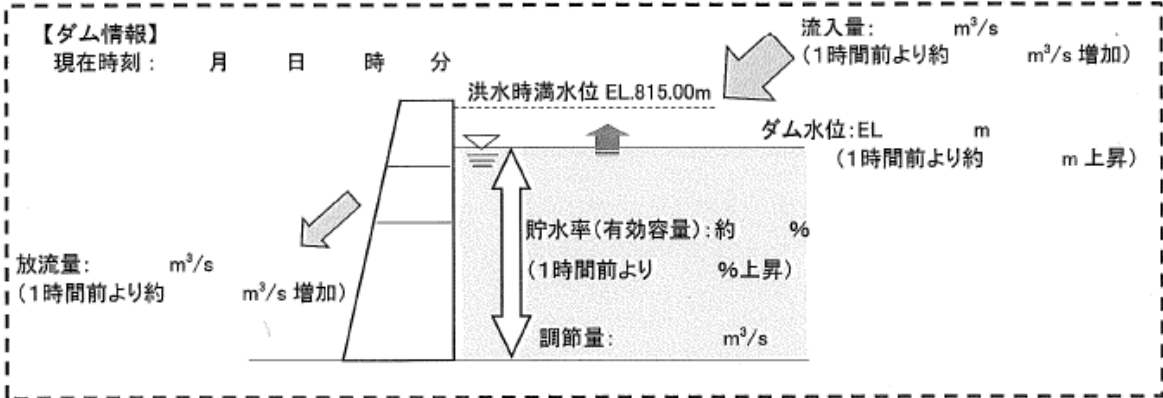 【ダム情報】
現在時刻： 月 日 時 分
流入量： m³/s
(1時間前より約 m³/s 増加)
洪水時満水位 EL.815.00m
ダム水位：EL m
(1時間前より約 m 上昇)
貯水率(有効容量)：約 %
(1時間前より %上昇)
放流量： m³/s
(1時間前より約 m³/s 増加)
調節量： m³/s